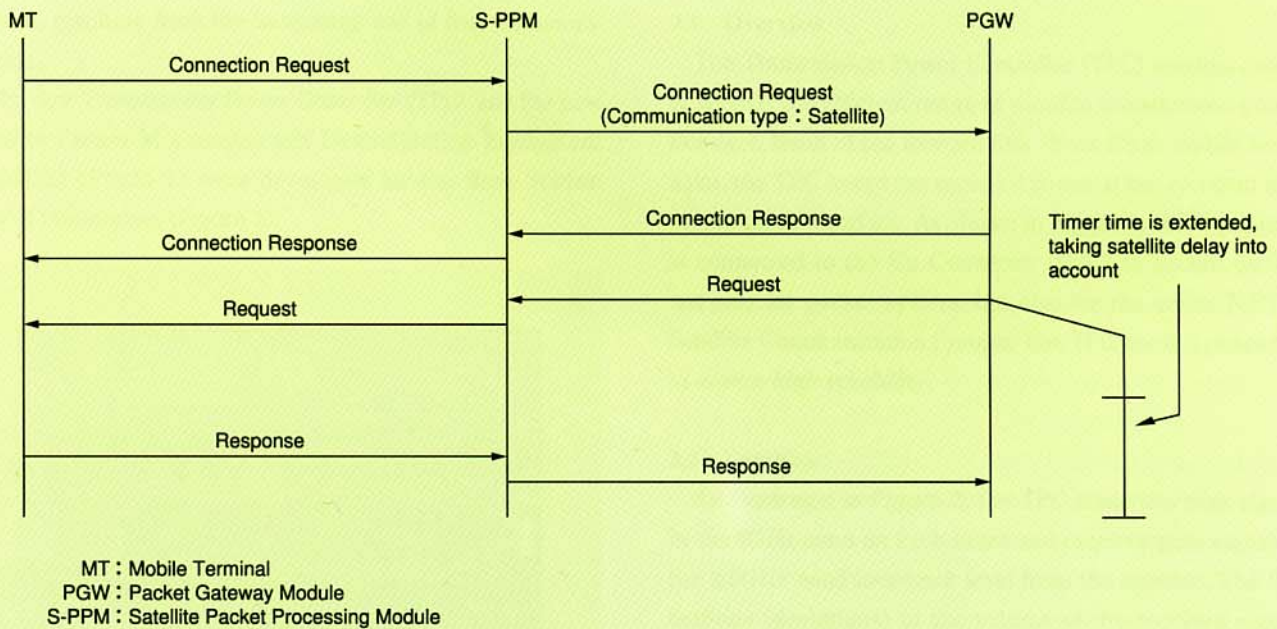 MT
S-PPM
PGW
Connection Request
Connection Request
(Communication type：Satellite)
Connection Response
Connection Response
Timer time is extended,
taking satellite delay into
account
Request
Request
Response
Response
MT：Mobile Terminal
PGW：Packet Gateway Module
S-PPM：Satellite Packet Processing Module